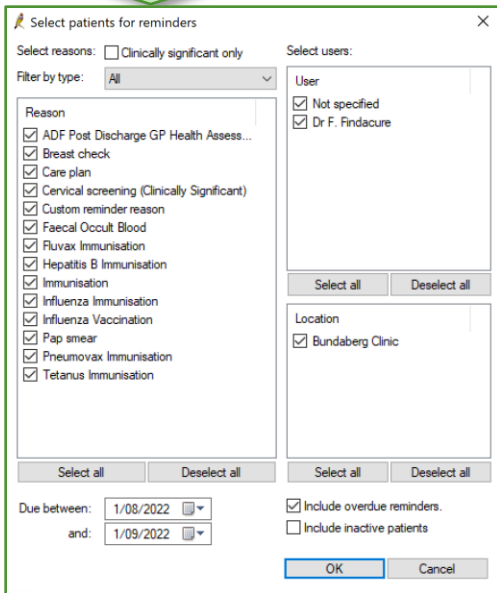 Select patients for reminders
Select reasons: Clinically significant only
Filter by type: All
Reason
ADF Post Discharge GP Health Assess...
Breast check
Care plan
Cervical screening (Clinically Significant)
Custom reminder reason
Faecal Occult Blood
Fluvax Immunisation
Hepatitis B Immunisation
Immunisation
Influenza Immunisation
Influenza Vaccination
Pap smear
Pneumovax Immunisation
Tetanus Immunisation
Select all Deselect all
Due between: 1/08/2022
and: 1/09/2022
Select users:
User
Not specified
Dr F. Findacure
Select all Deselect all
Location
Bundaberg Clinic
Select all Deselect all
Include overdue reminders.
Include inactive patients
OK Cancel